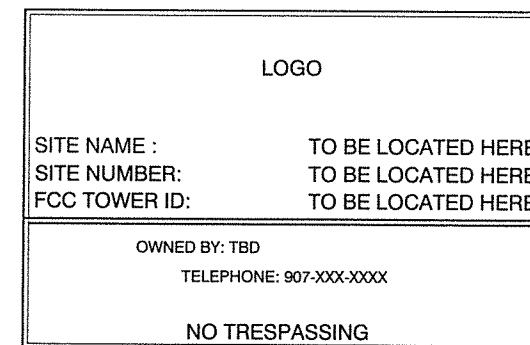 LOGO
SITE NAME : TO BE LOCATED HERE
SITE NUMBER: TO BE LOCATED HERE
FCC TOWER ID: TO BE LOCATED HERE
OWNED BY: TBD
TELEPHONE: 907-XXX-XXXX
NO TRESPASSING